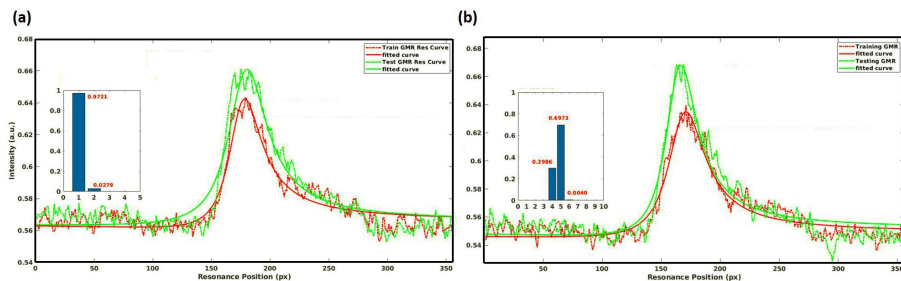 (a)
0.68
0.66
0.64
0.62
0.6
0.58
0.56
0.54
Intensity (a.u.)
0 50 100 150 200 250 300 350
Resonance Position (px)
Train GMR Res Curve
fitted curve
Test GMR Res Curve
fitted curve
1
0.8
0.6
0.4
0.2
0
0 1 2 3 4 5
0.9721
0.0279
(b)
0.66
0.64
0.62
0.6
0.58
0.56
0.54
50 100 150 200 250 300 350
Resonance Position (px)
Training GMR
fitted curve
Testing GMR
fitted curve
1
0.8
0.6
0.4
0.2
0
0 1 2 3 4 5 6 7 8 9 10
0.6973
0.2986
0.0040